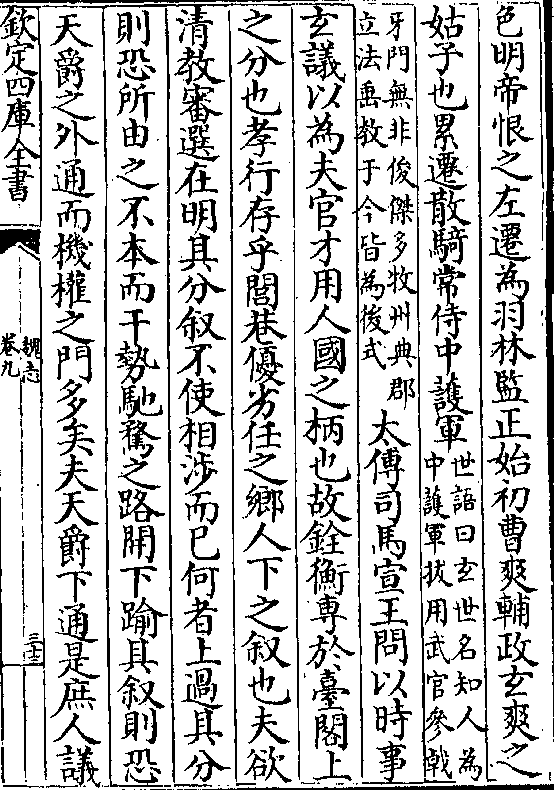 色明帝恨之左遷為羽林監正始初曹爽輔政玄爽之
姑子也累遷散騎常侍中護軍
世語曰玄世名知人為
中護軍拔用武官參㦸
牙門無非俊傑多牧州典郡
立法垂教于今皆為後式
太傅司馬宣王問以時事
玄議以為夫官才用人國之柄也故銓衡專於臺閣上
之分也孝行存乎閭巷優劣任之鄉人下之叙也夫欲
清教審選在明其分叙不使相涉而已何者上過其分
則恐所由之不本而干勢馳騖之路開下踰其叙則恐
天爵之外通而機權之門多矣夫天爵下通是庶人議
欽定四庫全書
魏志
卷九
三十三